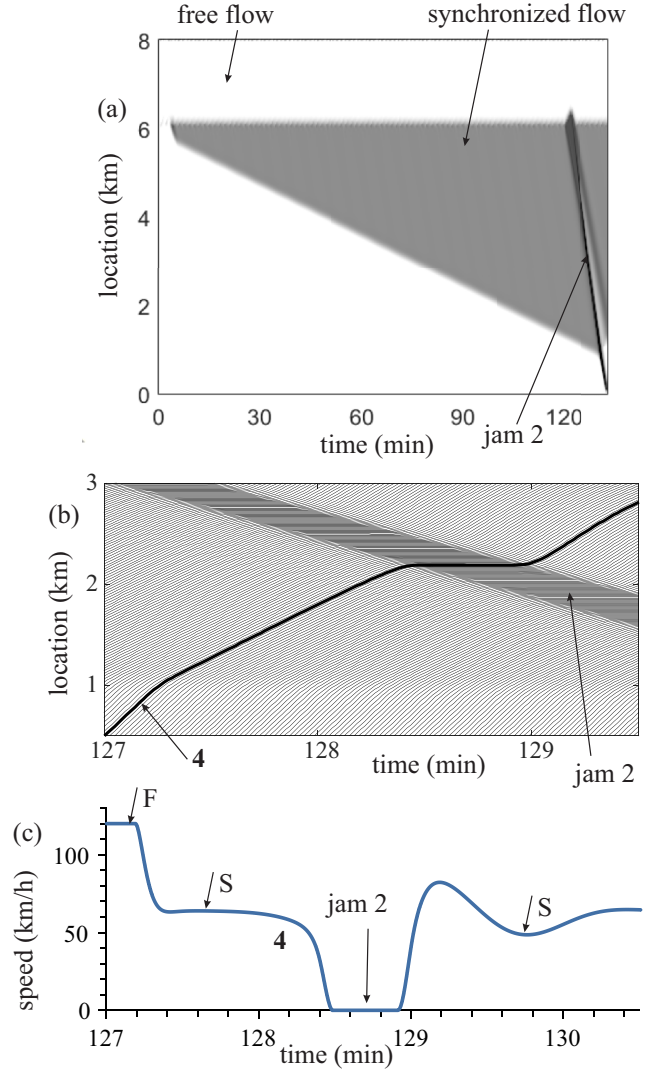 free flow
synchronized flow
(a)
8
6
4
2
0
location (km)
0 30 60 90 120
time (min)
jam 2
(b)
3
2
1
location (km)
127 128 129
time (min)
4
jam 2
(c)
F
S
jam 2
S
4
100
50
0
speed (km/h)
127 128 129 130
time (min)